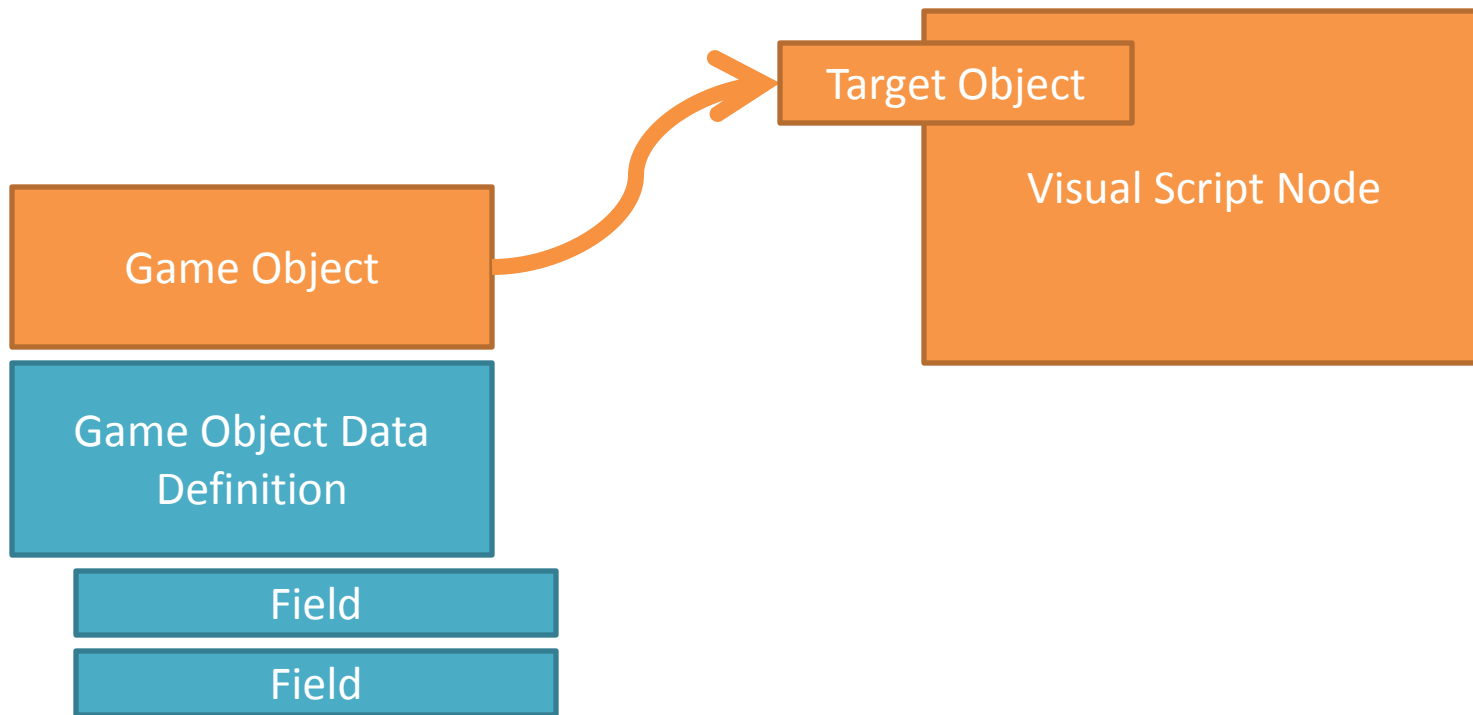 Target Object
Visual Script Node
Game Object
Game Object Data
Definition
Field
Field